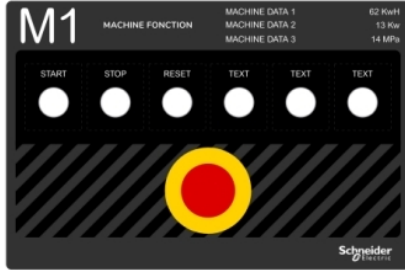 M1 MACHINE FONCTION
MACHINE DATA 1 62 KwH
MACHINE DATA 2 13 Kw
MACHINE DATA 3 14 MPa
START STOP RESET TEXT TEXT TEXT
Schneider
Electric